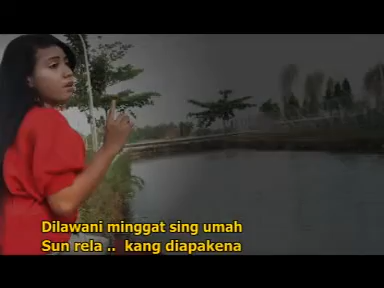 Dilawani minggat sing umah
Sun rela .. kang diapakena